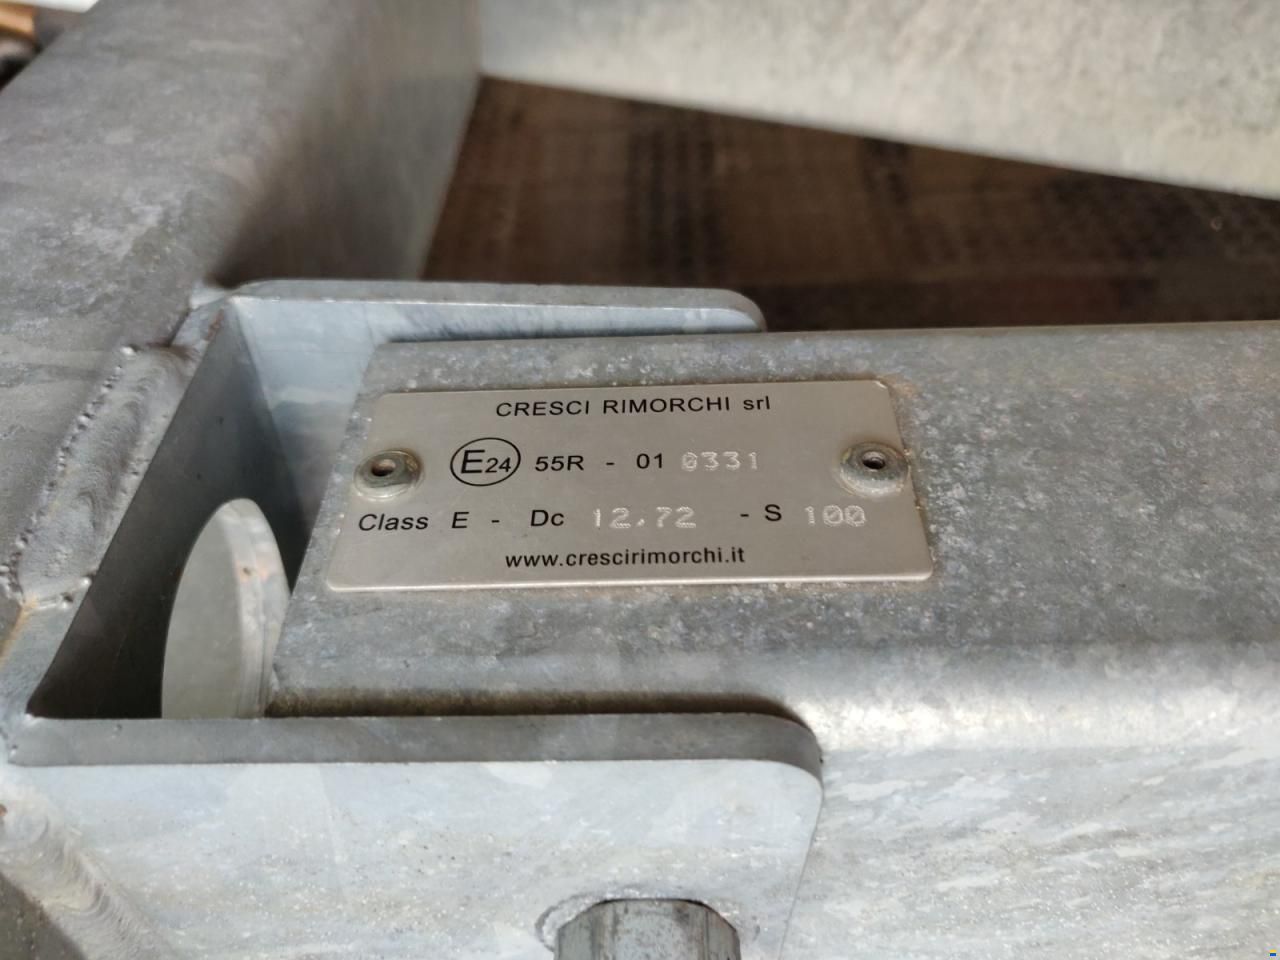 CRESCI RIMORCHI srl
E24 55R - 01 0331
Class E - Dc 12.72 - S 100
www.crescirimorchi.it